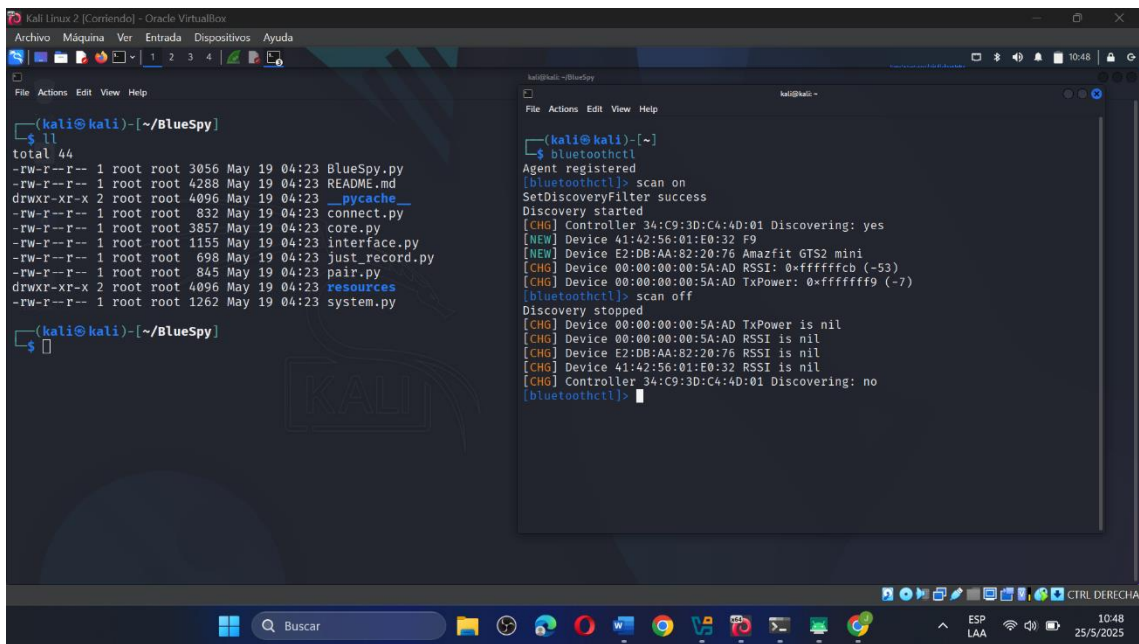 Kali Linux 2 [Corriendo] - Oracle VirtualBox
Archivo Máquina Ver Entrada Dispositivos Ayuda
1 2 3 4
10:48
kali@kali: ~/BlueSpy
File Actions Edit View Help
┌──(kali㉿kali)-[~/BlueSpy]
└─$ ll
total 44
-rw-r--r-- 1 root root 3056 May 19 04:23 BlueSpy.py
-rw-r--r-- 1 root root 4288 May 19 04:23 README.md
drwxr-xr-x 2 root root 4096 May 19 04:23 __pycache__
-rw-r--r-- 1 root root 832 May 19 04:23 connect.py
-rw-r--r-- 1 root root 3857 May 19 04:23 core.py
-rw-r--r-- 1 root root 1155 May 19 04:23 interface.py
-rw-r--r-- 1 root root 698 May 19 04:23 just_record.py
-rw-r--r-- 1 root root 845 May 19 04:23 pair.py
drwxr-xr-x 2 root root 4096 May 19 04:23 resources
-rw-r--r-- 1 root root 1262 May 19 04:23 system.py
┌──(kali㉿kali)-[~/BlueSpy]
└─$
kali@kali: ~
File Actions Edit View Help
┌──(kali㉿kali)-[~]
└─$ bluetoothctl
Agent registered
[bluetoothctl]> scan on
SetDiscoveryFilter success
Discovery started
[CHG] Controller 34:C9:3D:C4:4D:01 Discovering: yes
[NEW] Device 41:42:56:01:E0:32 F9
[NEW] Device E2:DB:AA:82:20:76 Amazfit GTS2 mini
[CHG] Device 00:00:00:00:5A:AD RSSI: 0xffffffcb (-53)
[CHG] Device 00:00:00:00:5A:AD TxPower: 0xfffffff9 (-7)
[bluetoothctl]> scan off
Discovery stopped
[CHG] Device 00:00:00:00:5A:AD TxPower is nil
[CHG] Device 00:00:00:00:5A:AD RSSI is nil
[CHG] Device E2:DB:AA:82:20:76 RSSI is nil
[CHG] Device 41:42:56:01:E0:32 RSSI is nil
[CHG] Controller 34:C9:3D:C4:4D:01 Discovering: no
[bluetoothctl]>
KALI
CTRL DERECHA
Buscar
ESP
LAA
10:48
25/5/2025